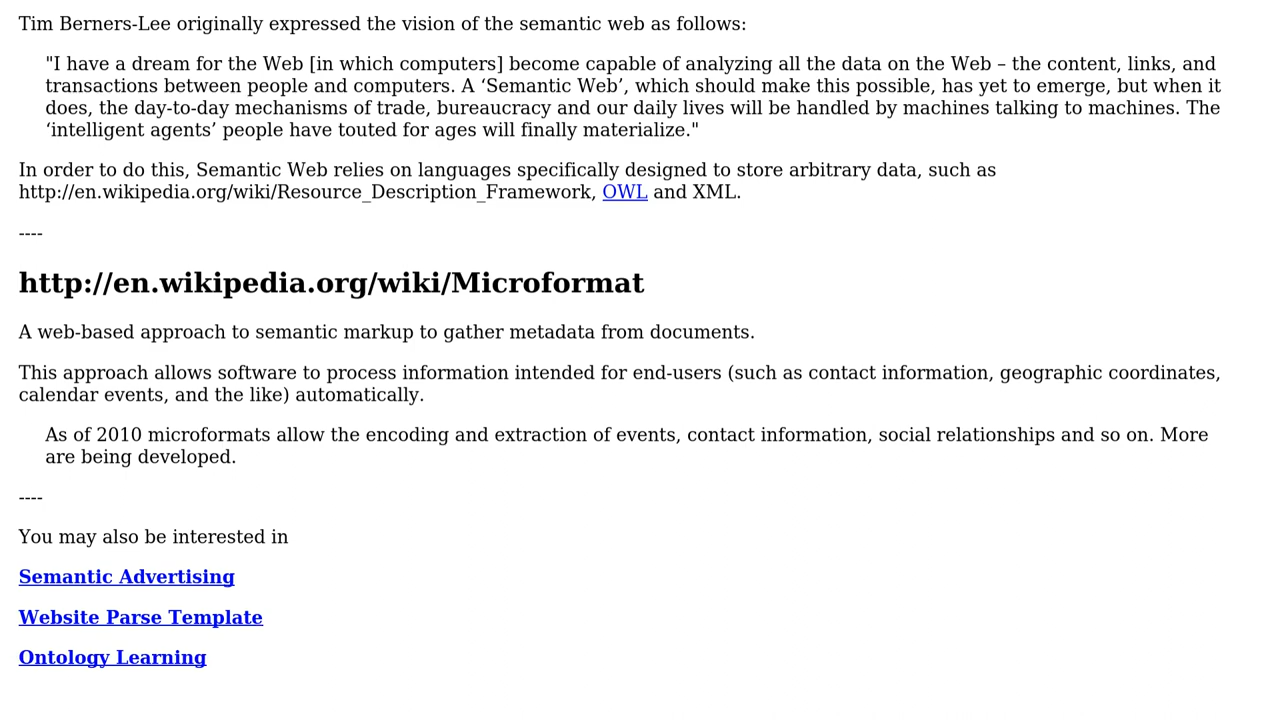 Tim Berners-Lee originally expressed the vision of the semantic web as follows:
"I have a dream for the Web [in which computers] become capable of analyzing all the data on the Web – the content, links, and
transactions between people and computers. A ‘Semantic Web’, which should make this possible, has yet to emerge, but when it
does, the day-to-day mechanisms of trade, bureaucracy and our daily lives will be handled by machines talking to machines. The
‘intelligent agents’ people have touted for ages will finally materialize."
In order to do this, Semantic Web relies on languages specifically designed to store arbitrary data, such as
http://en.wikipedia.org/wiki/Resource_Description_Framework, OWL and XML.
----
http://en.wikipedia.org/wiki/Microformat
A web-based approach to semantic markup to gather metadata from documents.
This approach allows software to process information intended for end-users (such as contact information, geographic coordinates,
calendar events, and the like) automatically.
As of 2010 microformats allow the encoding and extraction of events, contact information, social relationships and so on. More
are being developed.
----
You may also be interested in
Semantic Advertising
Website Parse Template
Ontology Learning